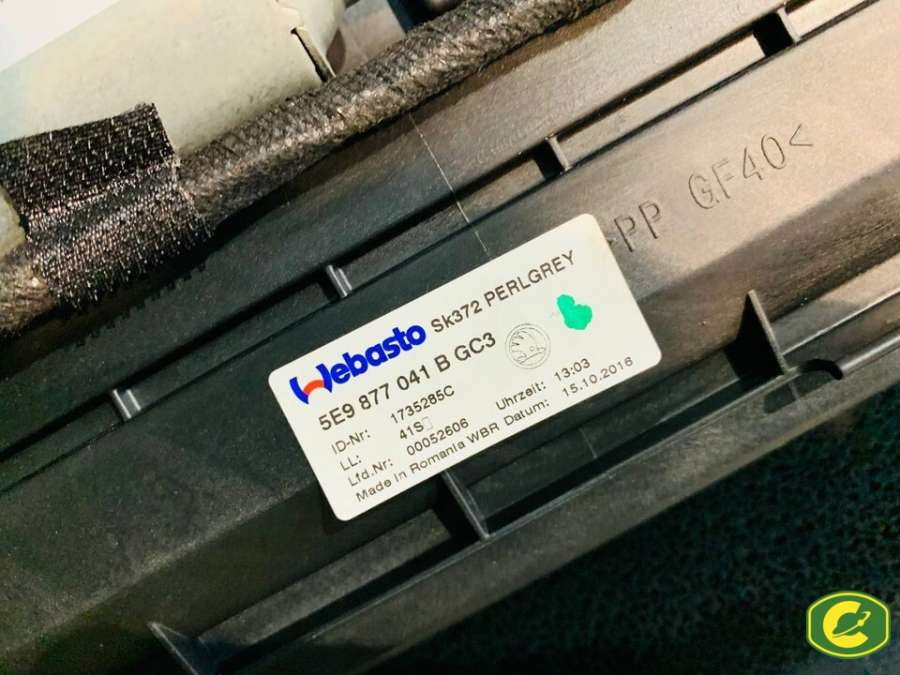 >PP GF40<
Webasto Sk372 PERLGREY
5E9 877 041 B GC3
ID-Nr: 1735285C
LL: 41S□ Uhrzeit: 13:03
Lfd.Nr: 00052606 Datum: 15.10.2016
Made in Romania WBR